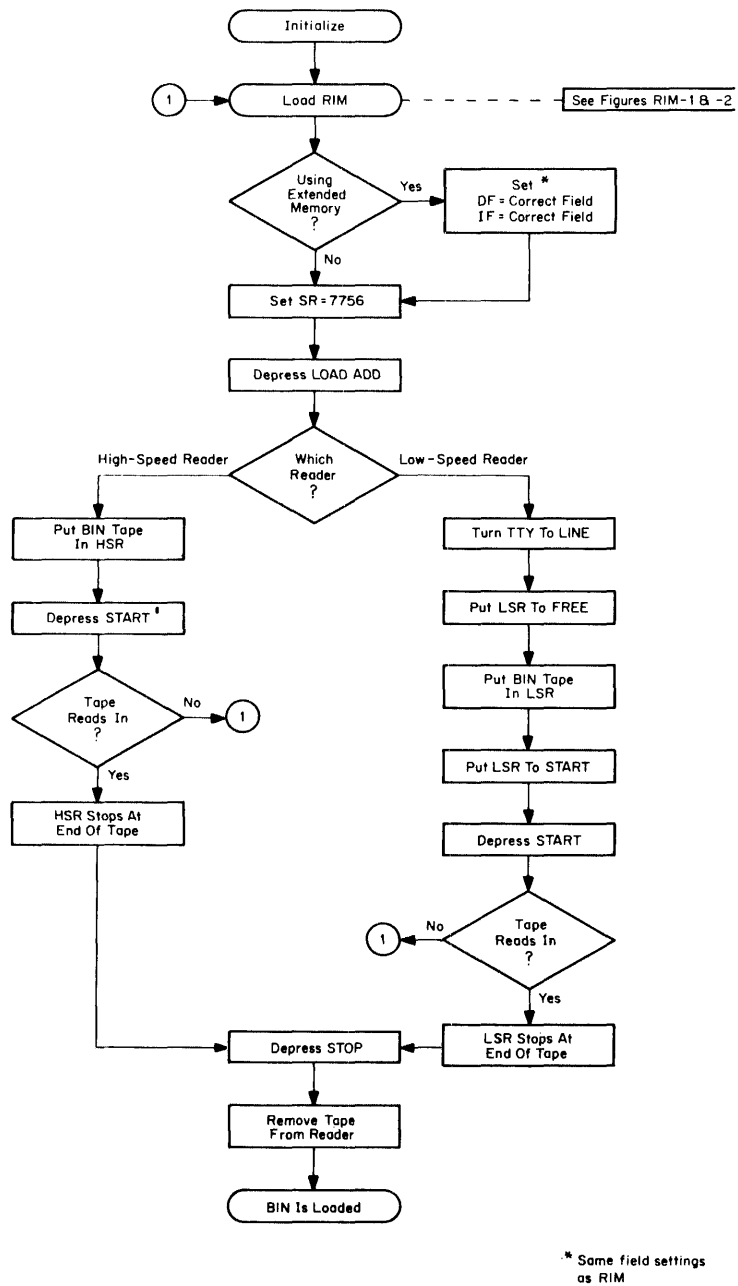 Initialize
1
Load RIM
See Figures RIM-1 & -2
Using
Extended
Memory
?
Yes
Set *
DF = Correct Field
IF = Correct Field
No
Set SR = 7756
Depress LOAD ADD
High-Speed Reader
Which
Reader
?
Low-Speed Reader
Put BIN Tape
In HSR
Depress START
Tape
Reads In
?
No
1
Yes
HSR Stops At
End Of Tape
Turn TTY To LINE
Put LSR To FREE
Put BIN Tape
In LSR
Put LSR To START
Depress START
Tape
Reads In
?
No
1
Yes
LSR Stops At
End Of Tape
Depress STOP
Remove Tape
From Reader
BIN Is Loaded
* Same field settings
as RIM